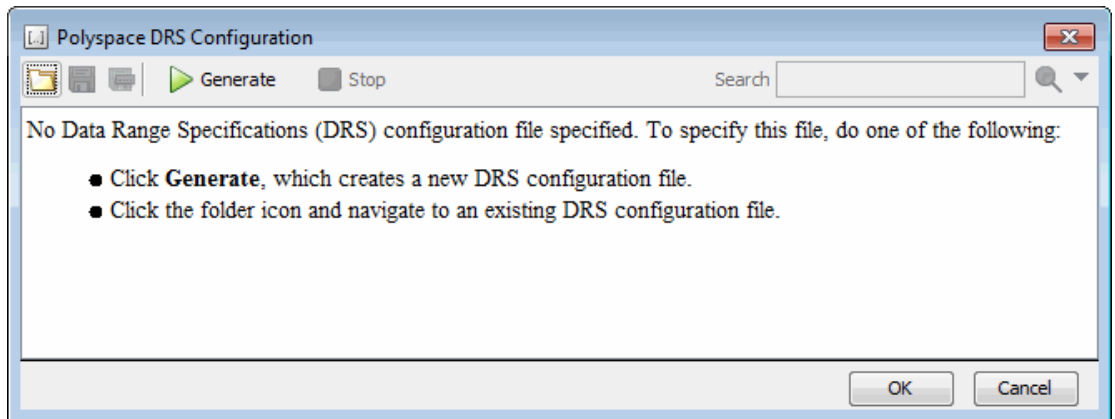 Polyspace DRS Configuration
Generate Stop Search
No Data Range Specifications (DRS) configuration file specified. To specify this file, do one of the following:
Click Generate, which creates a new DRS configuration file.
Click the folder icon and navigate to an existing DRS configuration file.
OK Cancel